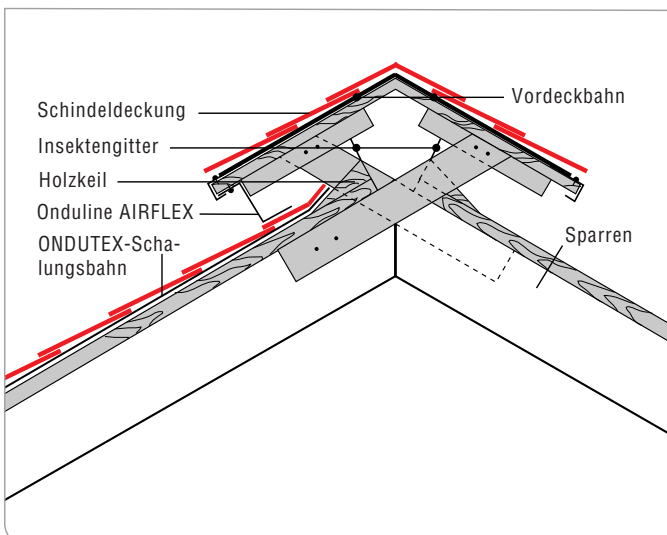 Schindeldeckung
Insektengitter
Holzkeil
Onduline AIRFLEX
ONDUTEX-Scha-
lungsbahn
Vordeckbahn
Sparren